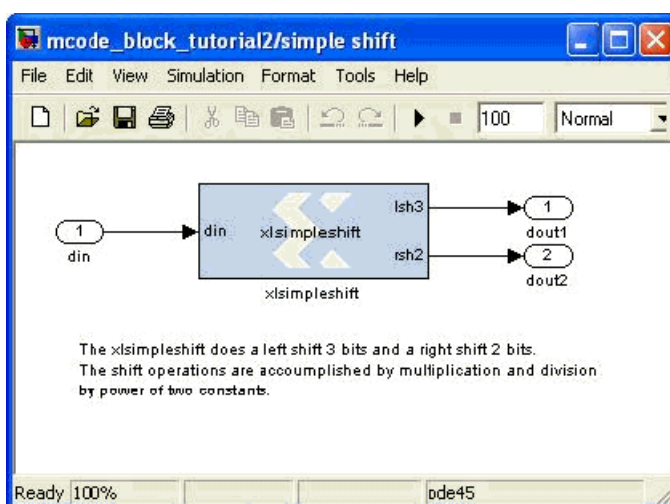 mcode_block_tutorial2/simple shift
File Edit View Simulation Format Tools Help
100 Normal
1
din
din
xlsimpleshift
lsh3
rsh2
xlsimpleshift
1
dout1
2
dout2
The xlsimpleshift does a left shift 3 bits and a right shift 2 bits.
The shift operations are accoumplished by multiplication and division
by power of two constants.
Ready 100% ode45